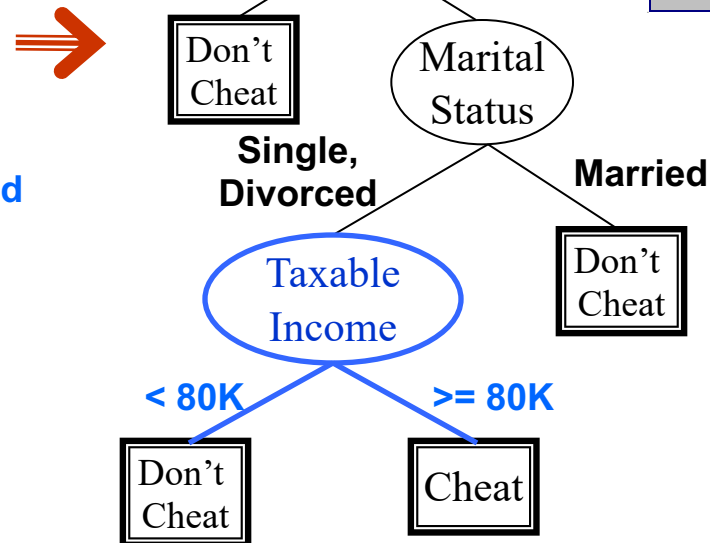 Don’t
Cheat
Marital
Status
Single,
Divorced
Married
d
Taxable
Income
Don’t
Cheat
< 80K
>= 80K
Don’t
Cheat
Cheat